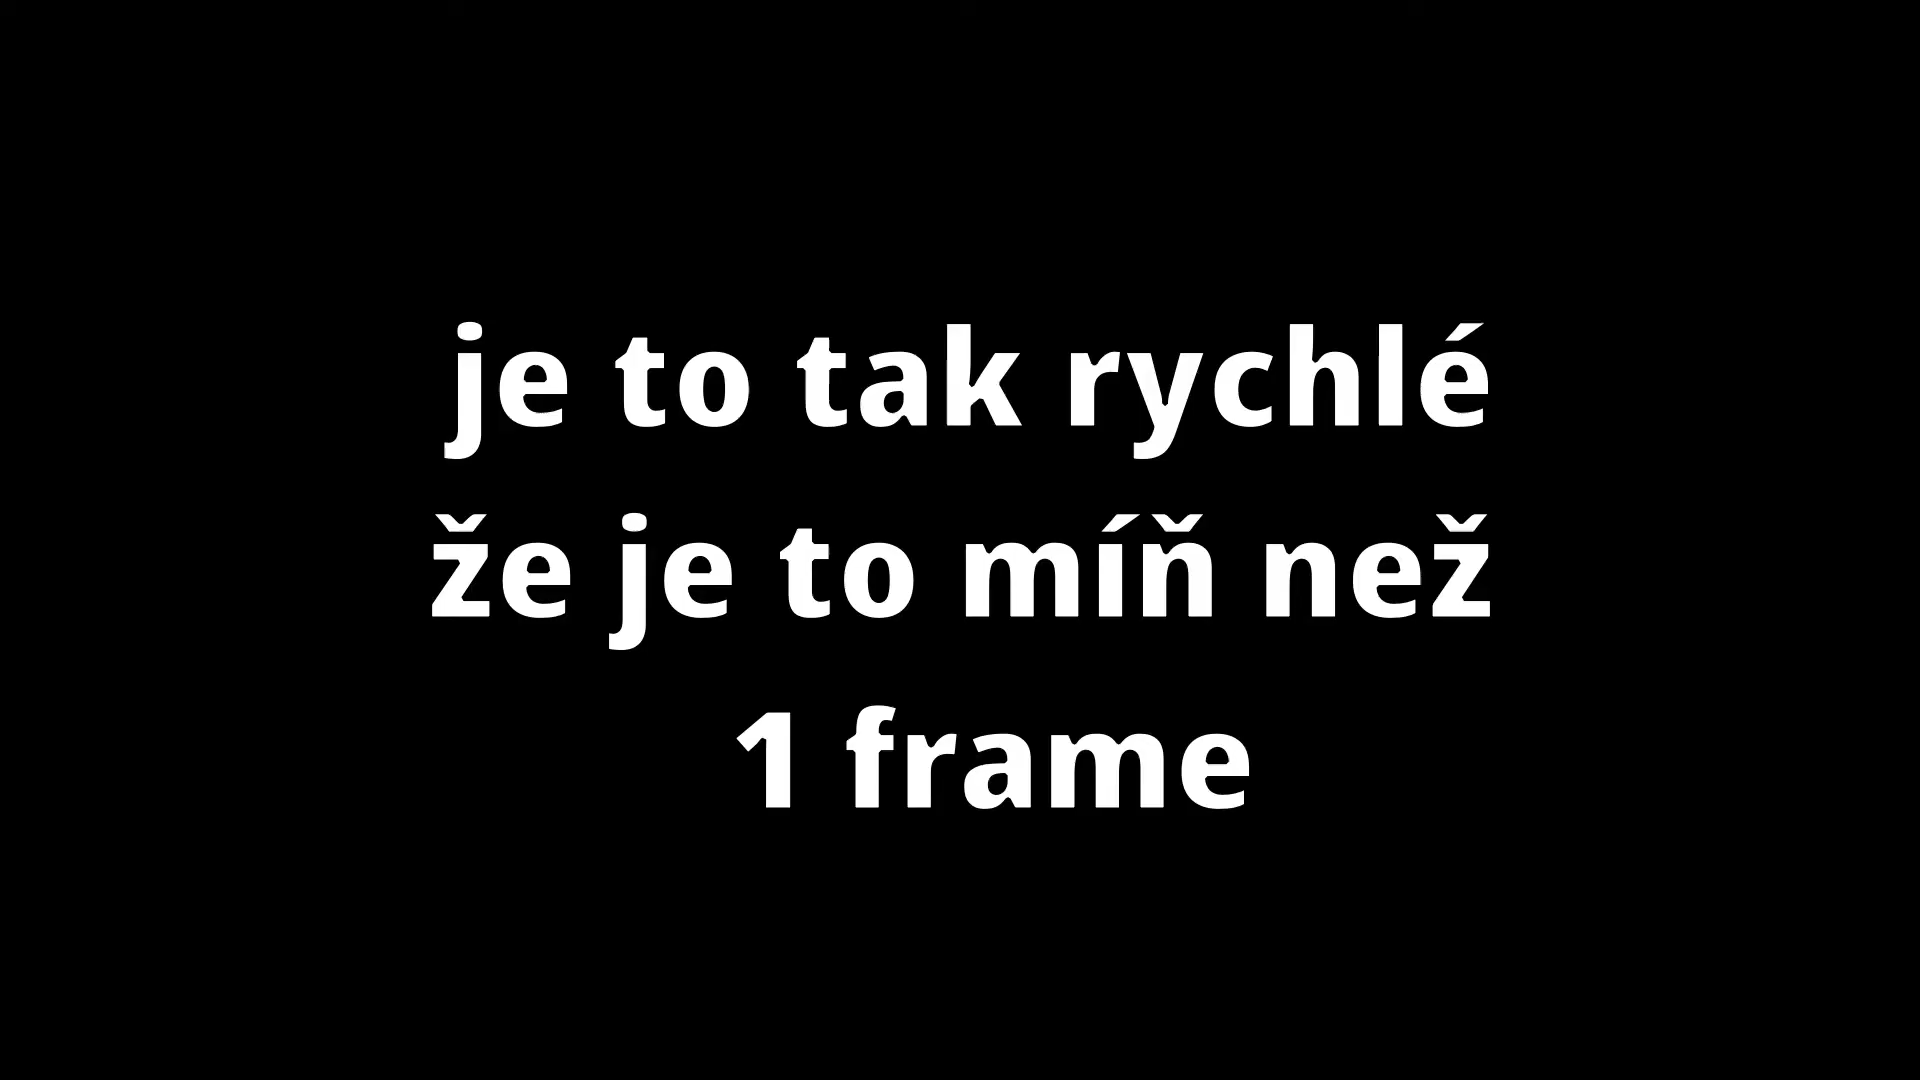 je to tak rychlé
že je to míň než
1 frame